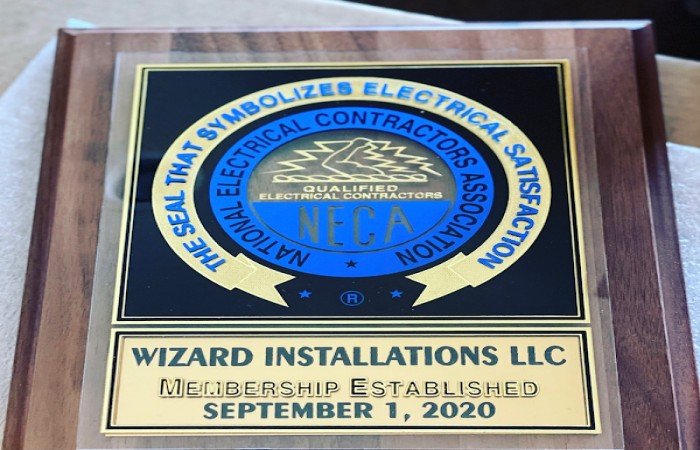 THE SEAL THAT SYMBOLIZES ELECTRICAL SATISFACTION
NATIONAL ELECTRICAL CONTRACTORS ASSOCIATION
QUALIFIED
ELECTRICAL CONTRACTORS
NECA
®
WIZARD INSTALLATIONS LLC
MEMBERSHIP ESTABLISHED
SEPTEMBER 1, 2020